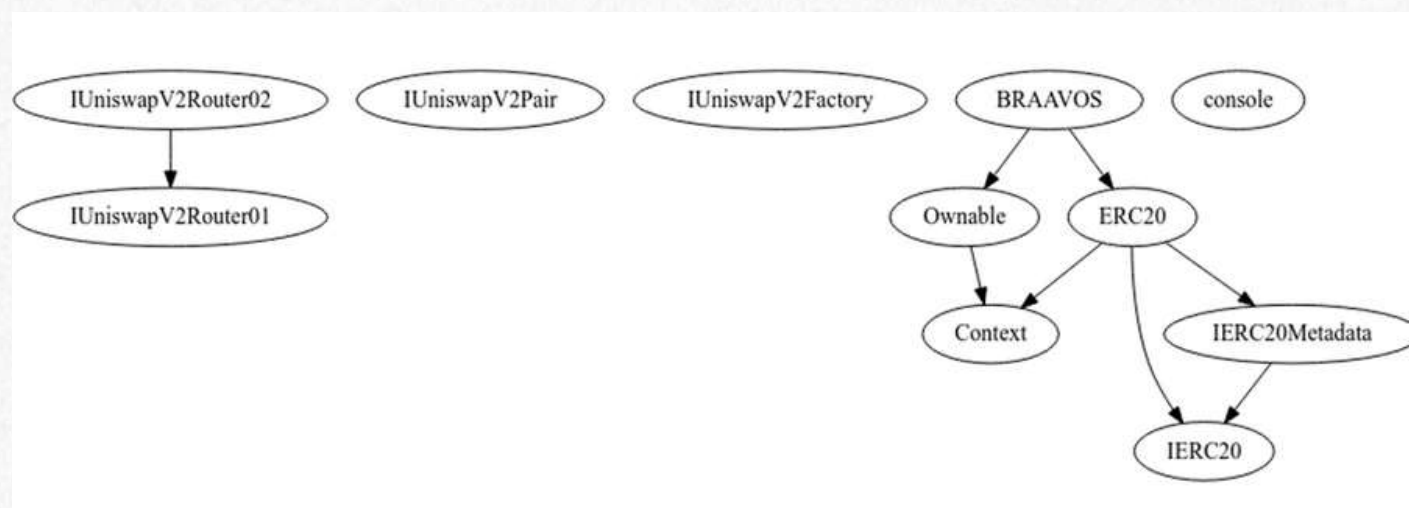 IUniswapV2Router02
IUniswapV2Pair
IUniswapV2Factory
BRAAVOS
console
IUniswapV2Router01
Ownable
ERC20
Context
IERC20Metadata
IERC20